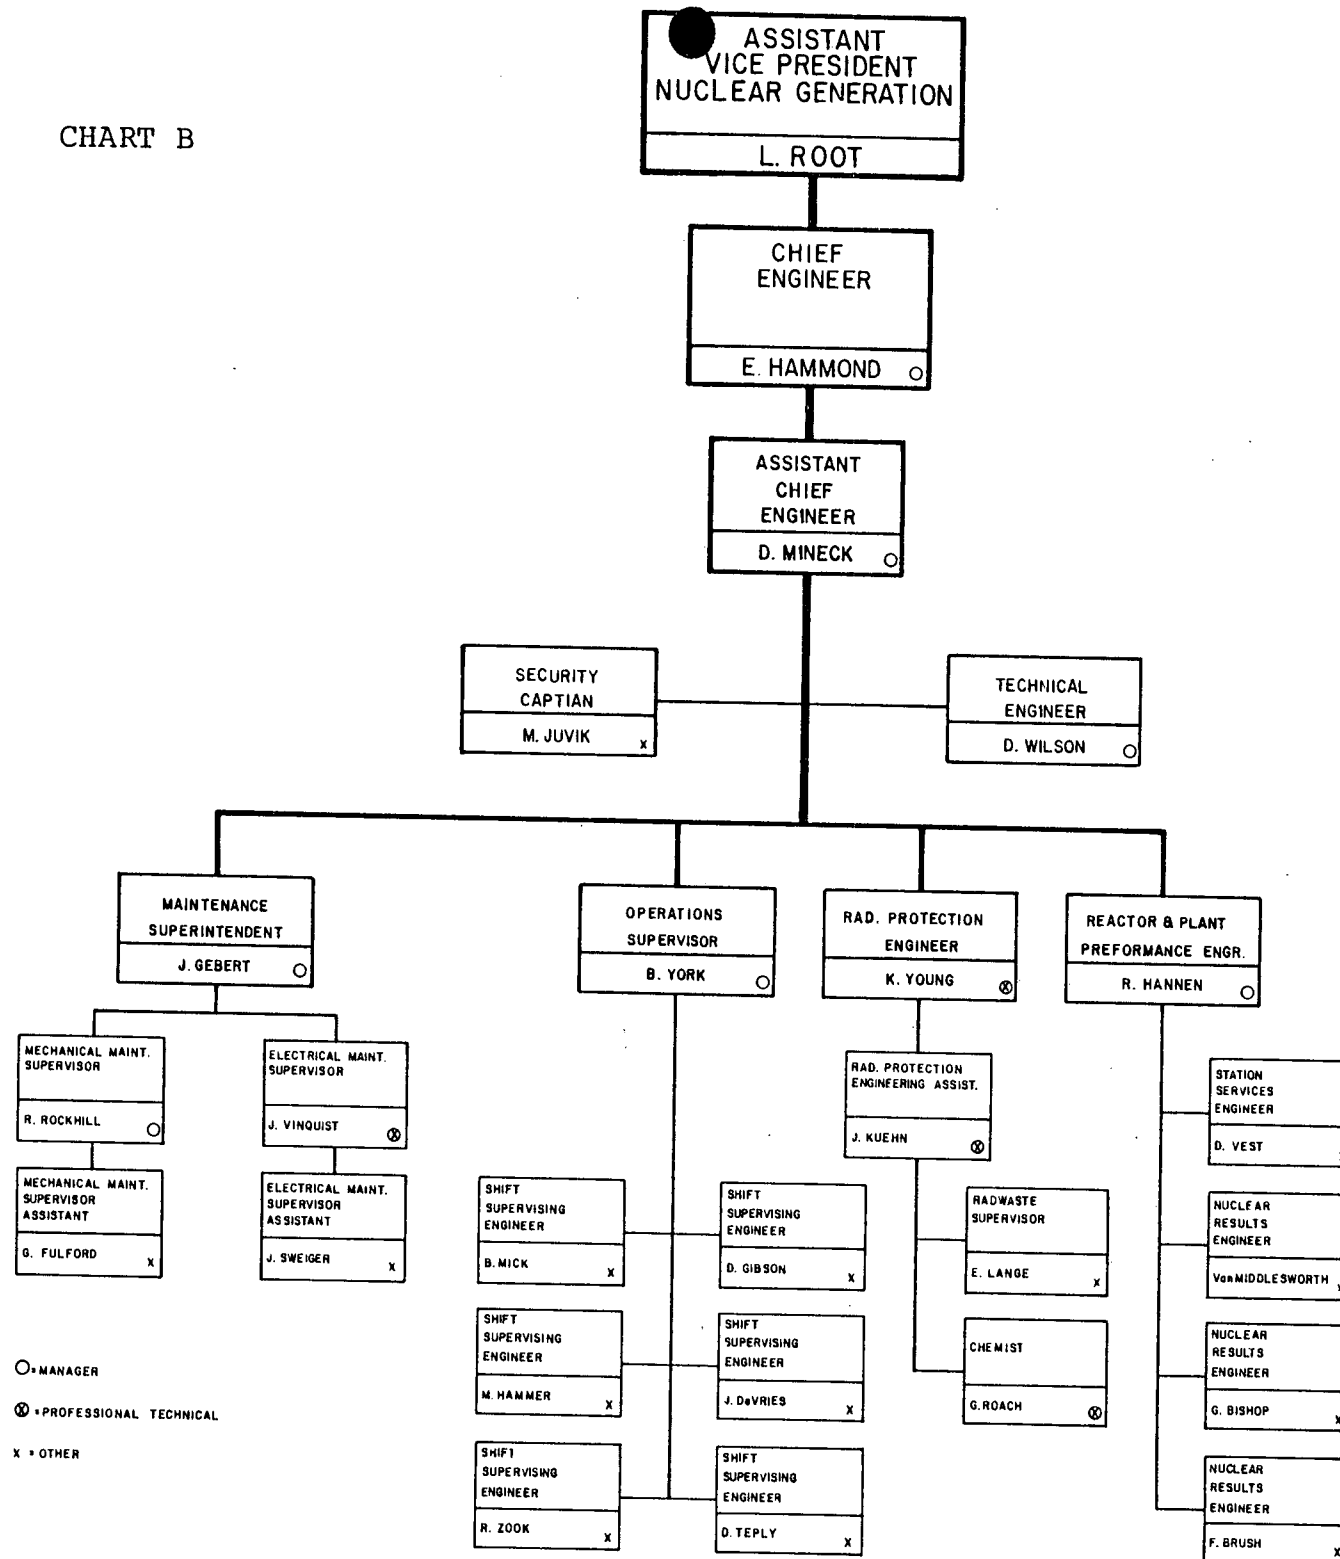 CHART B
ASSISTANT
VICE PRESIDENT
NUCLEAR GENERATION
L. ROOT
CHIEF
ENGINEER
E. HAMMOND
ASSISTANT
CHIEF
ENGINEER
D. MINECK
SECURITY
CAPTIAN
M. JUVIK x
TECHNICAL
ENGINEER
D. WILSON
MAINTENANCE
SUPERINTENDENT
J. GEBERT
OPERATIONS
SUPERVISOR
B. YORK
RAD. PROTECTION
ENGINEER
K. YOUNG ⊗
REACTOR & PLANT
PREFORMANCE ENGR.
R. HANNEN
MECHANICAL MAINT.
SUPERVISOR
R. ROCKHILL
ELECTRICAL MAINT.
SUPERVISOR
J. VINQUIST ⊗
MECHANICAL MAINT.
SUPERVISOR
ASSISTANT
G. FULFORD x
ELECTRICAL MAINT.
SUPERVISOR
ASSISTANT
J. SWEIGER x
SHIFT
SUPERVISING
ENGINEER
B. MICK x
SHIFT
SUPERVISING
ENGINEER
D. GIBSON x
SHIFT
SUPERVISING
ENGINEER
M. HAMMER x
SHIFT
SUPERVISING
ENGINEER
J. DeVRIES x
SHIFT
SUPERVISING
ENGINEER
R. ZOOK x
SHIFT
SUPERVISING
ENGINEER
D. TEPLY x
RAD. PROTECTION
ENGINEERING ASSIST.
J. KUEHN ⊗
RADWASTE
SUPERVISOR
E. LANGE x
CHEMIST
G. ROACH ⊗
STATION
SERVICES
ENGINEER
D. VEST
NUCLEAR
RESULTS
ENGINEER
VanMIDDLESWORTH x
NUCLEAR
RESULTS
ENGINEER
G. BISHOP x
NUCLEAR
RESULTS
ENGINEER
F. BRUSH x
O = MANAGER
⊗ = PROFESSIONAL TECHNICAL
x = OTHER